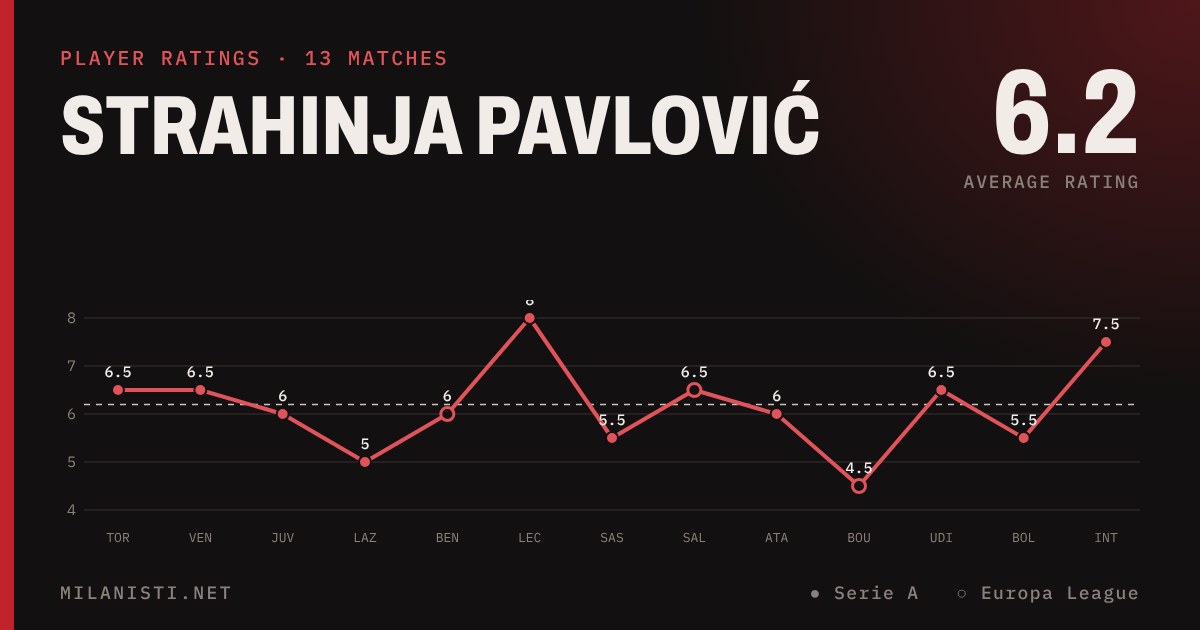 PLAYER RATINGS · 13 MATCHES
STRAHINJA PAVLOVIĆ
6.2
AVERAGE RATING
8
7
6
5
4
6.5
6.5
6
5
6
5.5
6.5
6
4.5
6.5
5.5
7.5
TOR VEN JUV LAZ BEN LEC SAS SAL ATA BOU UDI BOL INT
MILANISTI.NET
Serie A
Europa League